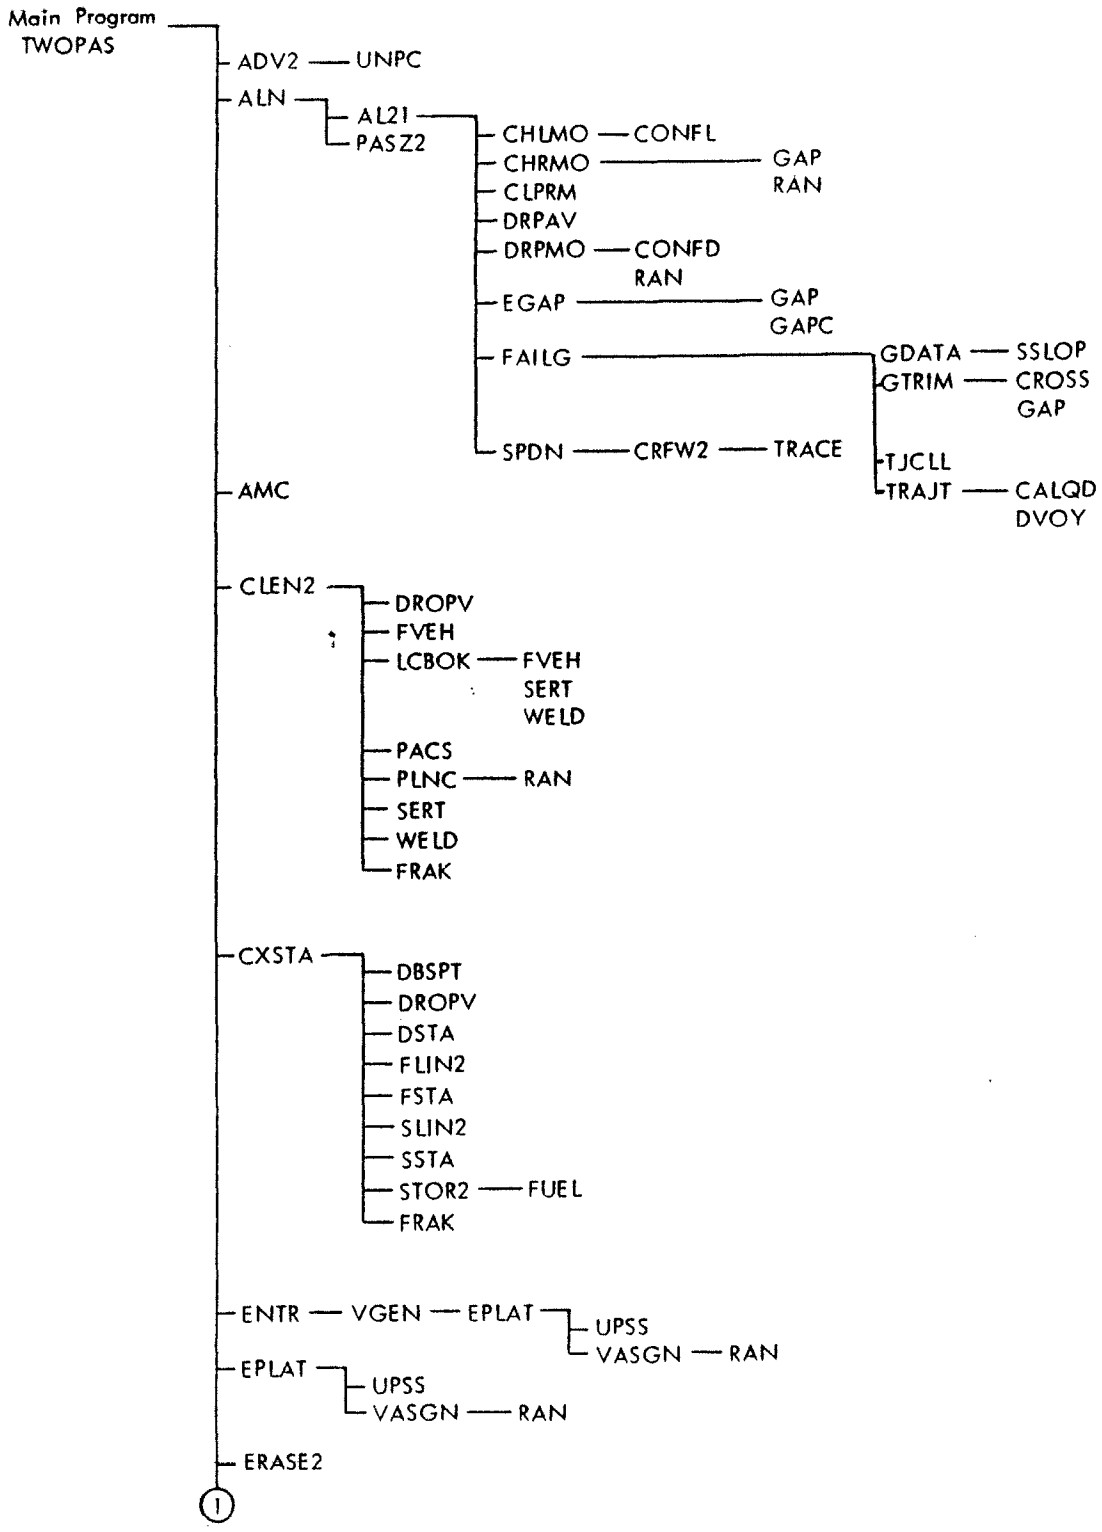 Main Program
TWOPAS
ADV2 UNPC
ALN
AL2I
PASZ2
CHLMO CONFL
CHRMO GAP
RAN
CLPRM
DRPAV
DRPMO CONFD
RAN
EGAP GAP
GAPC
FAILG
GDATA SSLOP
GTRIM CROSS
GAP
SPDN CRFW2 TRACE
TJCLL
TRAJT CALQD
DVOY
AMC
CLEN2
DROPV
FVEH
LCBOK FVEH
SERT
WELD
PACS
PLNC RAN
SERT
WELD
FRAK
CXSTA
DBSPT
DROPV
DSTA
FLIN2
FSTA
SLIN2
SSTA
STOR2 FUEL
FRAK
ENTR VGEN EPLAT
UPSS
VASGN RAN
EPLAT
UPSS
VASGN RAN
ERASE2
1